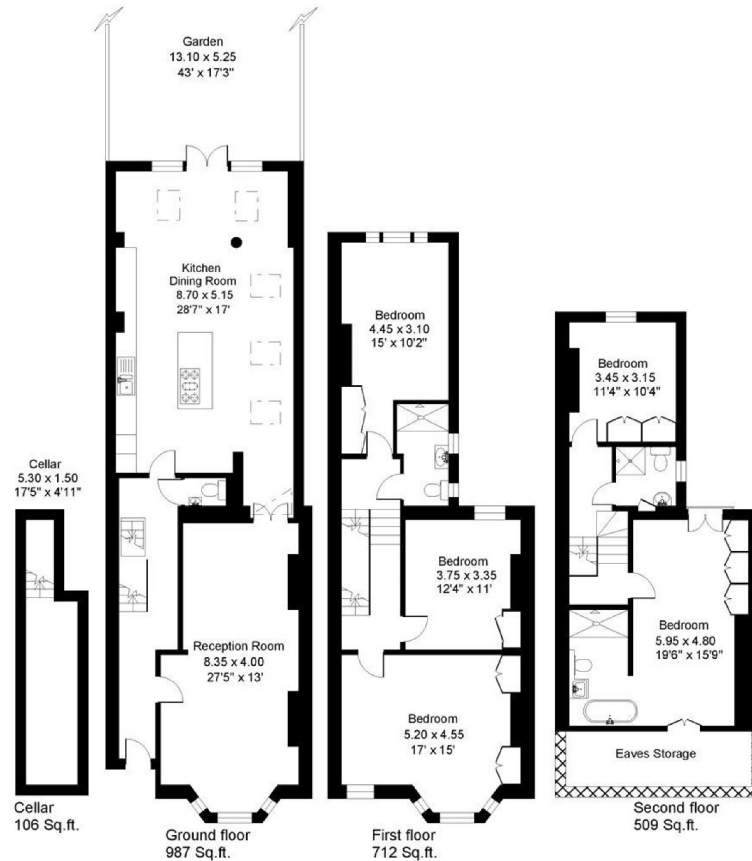 Garden
13.10 x 5.25
43' x 17'3"
Kitchen
Dining Room
8.70 x 5.15
28'7" x 17'
Cellar
5.30 x 1.50
17'5" x 4'11"
Reception Room
8.35 x 4.00
27'5" x 13'
Cellar
106 Sq.ft.
Ground floor
987 Sq.ft.
Bedroom
4.45 x 3.10
15' x 10'2"
Bedroom
3.75 x 3.35
12'4" x 11'
Bedroom
5.20 x 4.55
17' x 15'
First floor
712 Sq.ft.
Bedroom
3.45 x 3.15
11'4" x 10'4"
Bedroom
5.95 x 4.80
19'6" x 15'9"
Eaves Storage
Second floor
509 Sq.ft.